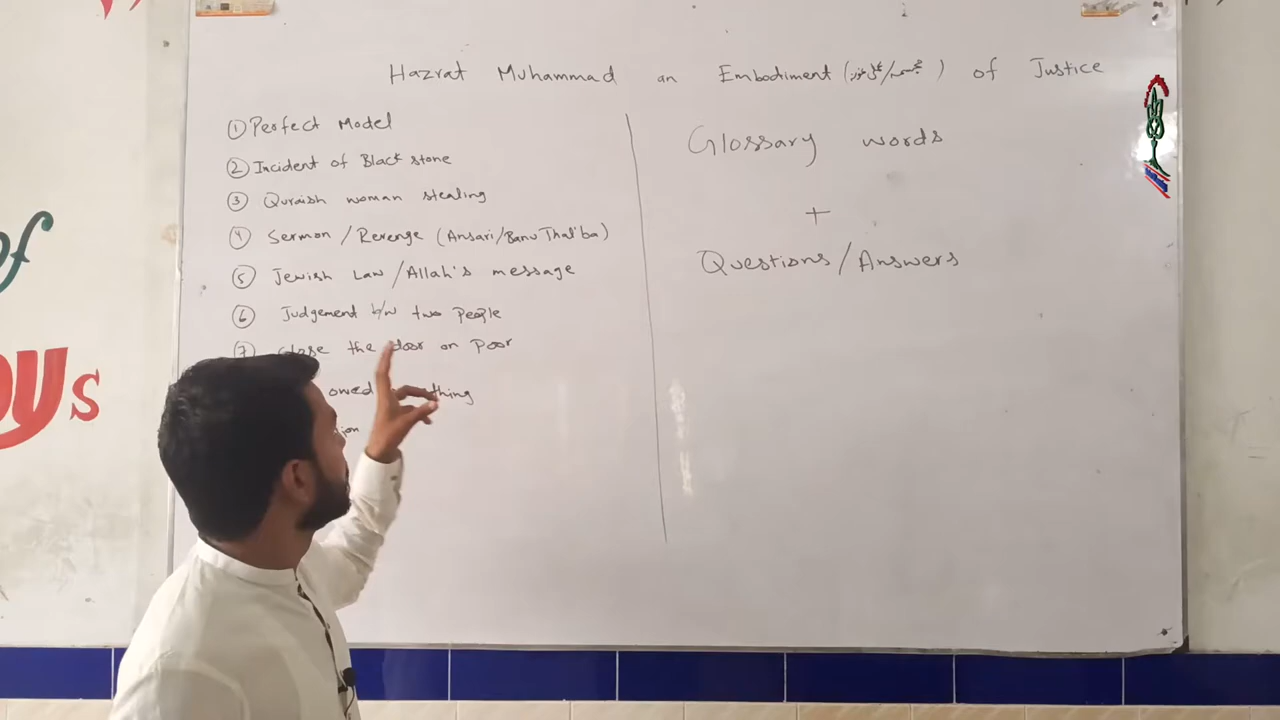 Hazrat Muhammad an Embodiment ( / ) of Justice
① Perfect Model
② Incident of Black stone
③ Quraish woman stealing
④ Sermon / Revenge (Ansari/Banu Thal'ba)
⑤ Jewish Law / Allah's message
⑥ Judgement b/w two people
⑦ Close the door on Poor
owed thing
Glossary words
+
Questions/Answers
of
us